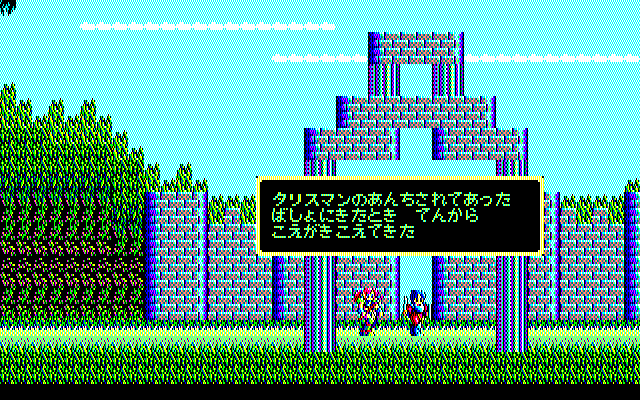 タリスマンのあんちされてあった
ばしょにきたとき　てんから
こえがきこえてきた